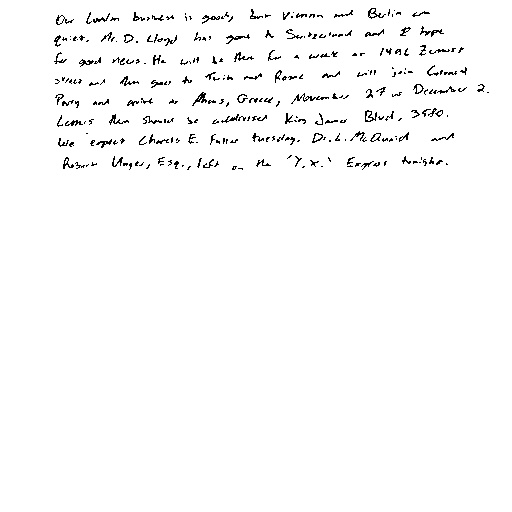 Our London business is good, but Vienna and Berlin are
quiet. Mr. D. Lloyd has gone to Switzerland and I hope
for good news. He will be there for a week at 1496 Zermott
street and then goes to Turin and Rome and will join Colonel
Parry and arrive at Athens, Greece, November 27 or December 2.
Letters there should be addressed King James Blvd, 3580.
We expect Charles E. Fuller tuesday. Dr. L. McQuaid and
Robert Unger, Esq., left on the 'Y.X.' Express tonight.